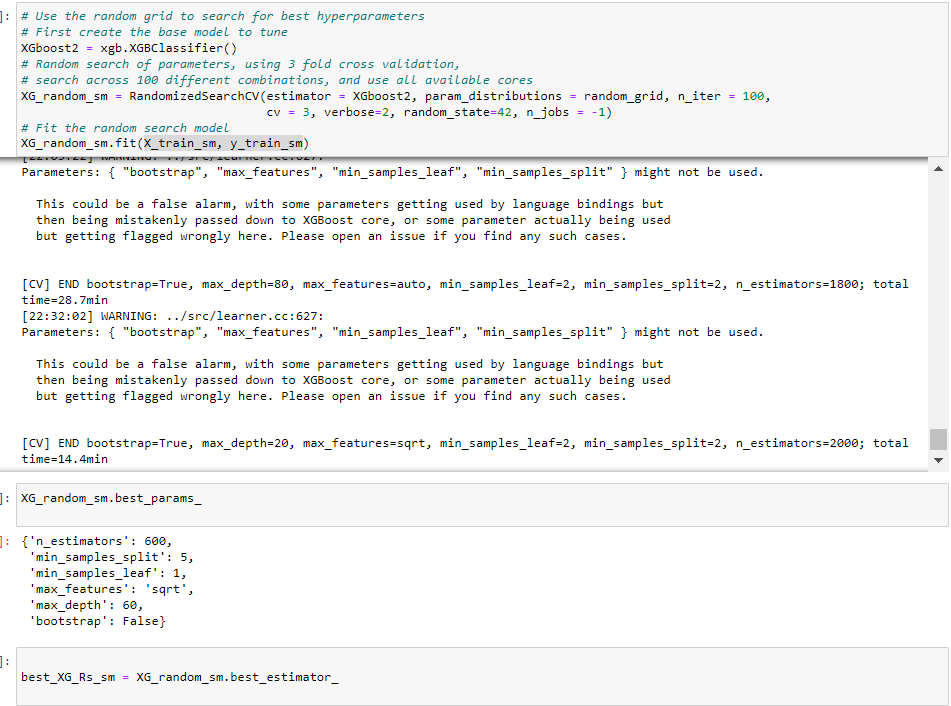 ]: # Use the random grid to search for best hyperparameters
# First create the base model to tune
XGboost2 = xgb.XGBClassifier()
# Random search of parameters, using 3 fold cross validation,
# search across 100 different combinations, and use all available cores
XG_random_sm = RandomizedSearchCV(estimator = XGboost2, param_distributions = random_grid, n_iter = 100,
cv = 3, verbose=2, random_state=42, n_jobs = -1)
# Fit the random search model
XG_random_sm.fit(X_train_sm, y_train_sm)
WARNING: ../src/learner.cc:627:
Parameters: { "bootstrap", "max_features", "min_samples_leaf", "min_samples_split" } might not be used.
This could be a false alarm, with some parameters getting used by language bindings but
then being mistakenly passed down to XGBoost core, or some parameter actually being used
but getting flagged wrongly here. Please open an issue if you find any such cases.
[CV] END bootstrap=True, max_depth=80, max_features=auto, min_samples_leaf=2, min_samples_split=2, n_estimators=1800; total
time=28.7min
[22:32:02] WARNING: ../src/learner.cc:627:
Parameters: { "bootstrap", "max_features", "min_samples_leaf", "min_samples_split" } might not be used.
This could be a false alarm, with some parameters getting used by language bindings but
then being mistakenly passed down to XGBoost core, or some parameter actually being used
but getting flagged wrongly here. Please open an issue if you find any such cases.
[CV] END bootstrap=True, max_depth=20, max_features=sqrt, min_samples_leaf=2, min_samples_split=2, n_estimators=2000; total
time=14.4min
]: XG_random_sm.best_params_
]: {'n_estimators': 600,
'min_samples_split': 5,
'min_samples_leaf': 1,
'max_features': 'sqrt',
'max_depth': 60,
'bootstrap': False}
]:
best_XG_Rs_sm = XG_random_sm.best_estimator_